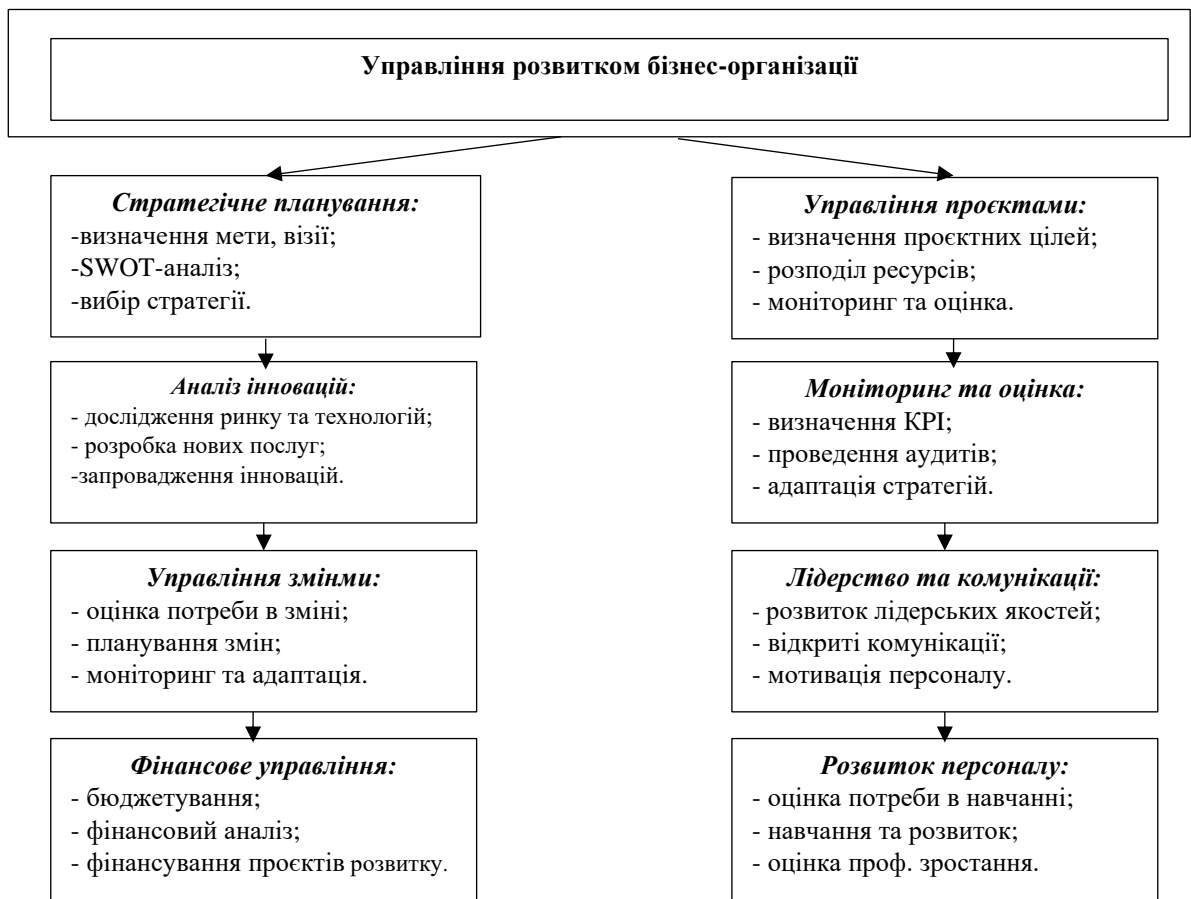 Управління розвитком бізнес-організації
Стратегічне планування:
-визначення мети, візії;
-SWOT-аналіз;
-вибір стратегії.
Аналіз інновацій:
- дослідження ринку та технологій;
- розробка нових послуг;
-запровадження інновацій.
Управління змінми:
- оцінка потреби в зміні;
- планування змін;
- моніторинг та адаптація.
Фінансове управління:
- бюджетування;
- фінансовий аналіз;
- фінансування проєктів розвитку.
Управління проєктами:
- визначення проєктних цілей;
- розподіл ресурсів;
- моніторинг та оцінка.
Моніторинг та оцінка:
- визначення KPI;
- проведення аудитів;
- адаптація стратегій.
Лідерство та комунікації:
- розвиток лідерських якостей;
- відкриті комунікації;
- мотивація персоналу.
Розвиток персоналу:
- оцінка потреби в навчанні;
- навчання та розвиток;
- оцінка проф. зростання.